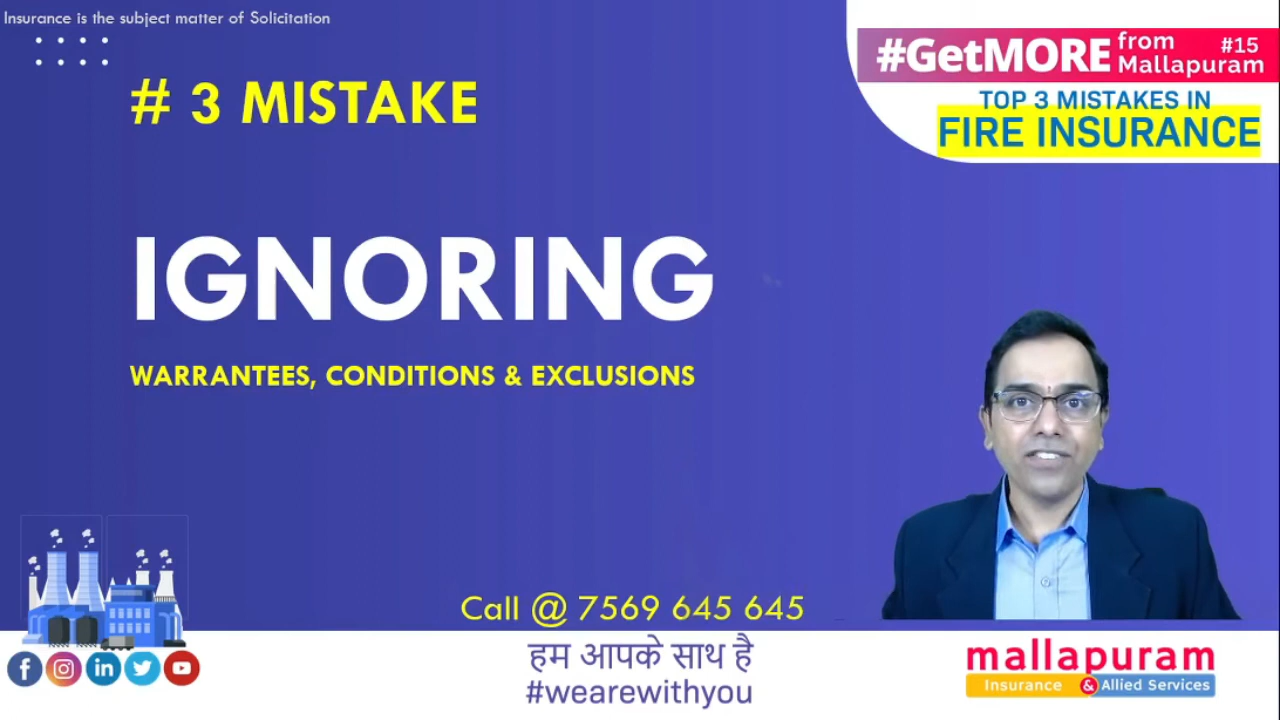 Insurance is the subject matter of Solicitation
#GetMORE from Mallapuram #15
TOP 3 MISTAKES IN
FIRE INSURANCE
# 3 MISTAKE
IGNORING
WARRANTEES, CONDITIONS & EXCLUSIONS
Call @ 7569 645 645
हम आपके साथ है
#wearewithyou
mallapuram
Insurance & Allied Services